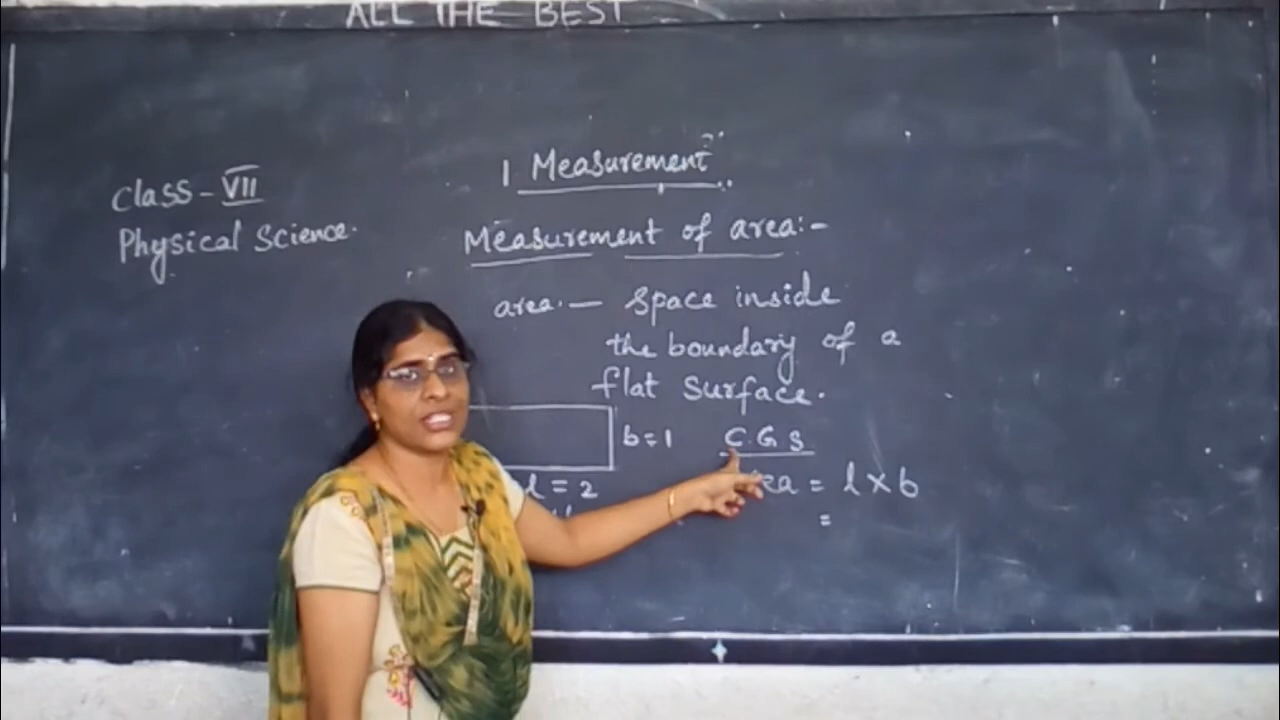 ALL THE BEST
Class - VII
Physical Science.
1 Measurement
Measurement of area:-
area. — space inside
the boundary of a
flat surface.
b = 1
l = 2
C.G.S
= l × b
=